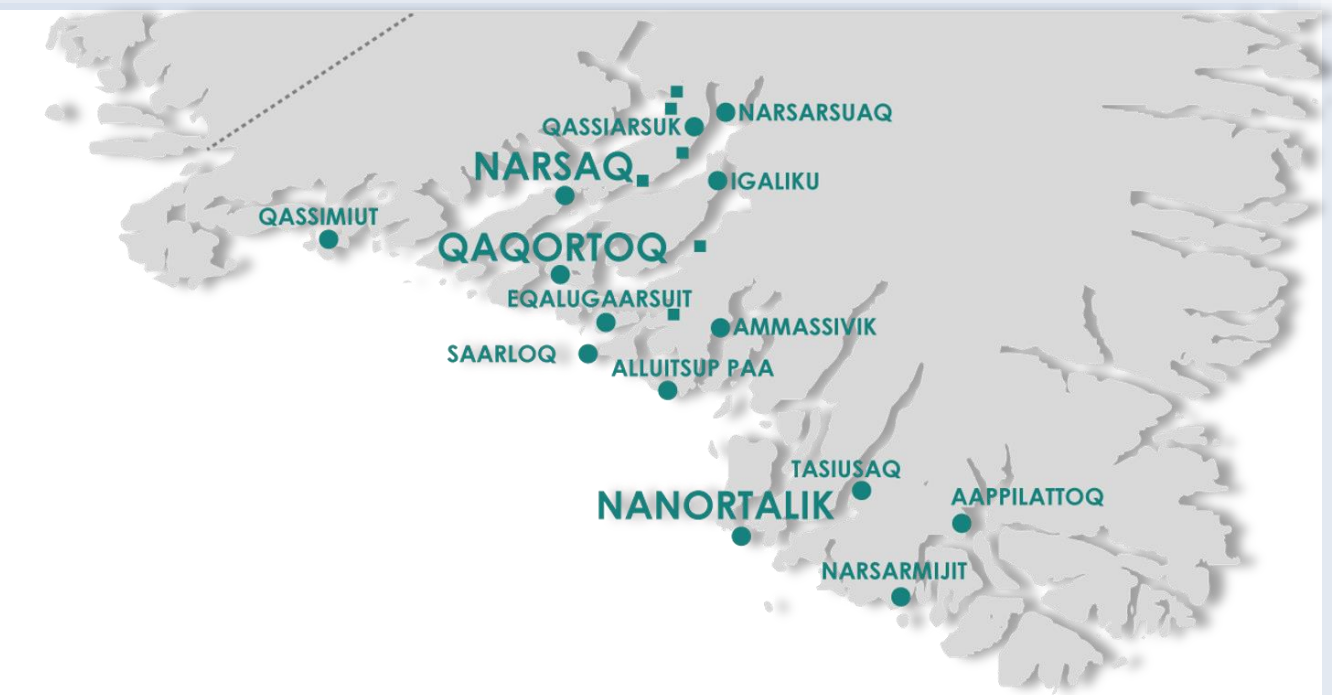 NARSARSUAQ
QASSIARSUK
NARSAQ
IGALIKU
QASSIMIUT
QAQORTOQ
EQALUGAARSUIT
AMMASSIVIK
SAARLOQ
ALLUITSUP PAA
TASIUSAQ
AAPPILATTOQ
NANORTALIK
NARSARMIJIT